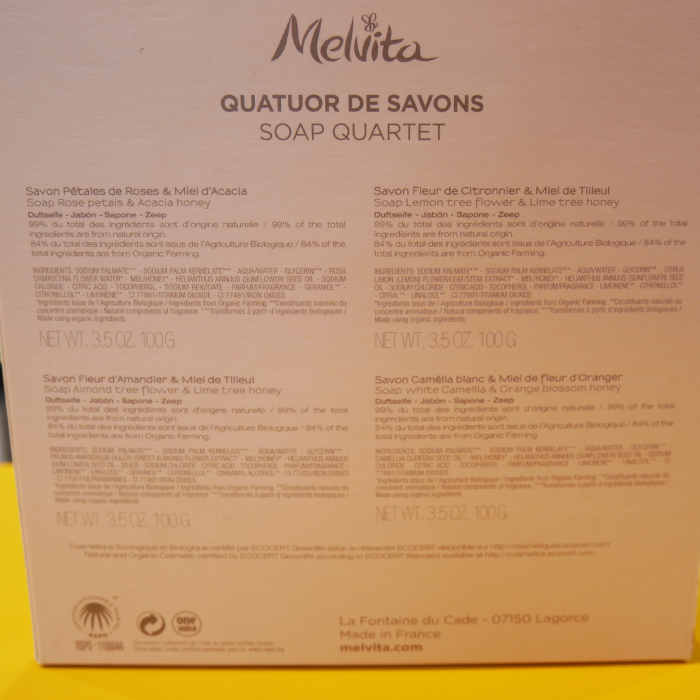 Melvita
QUATUOR DE SAVONS
SOAP QUARTET
Savon Pétales de Roses & Miel d'Acacia
Soap Rose petals & Acacia honey
Duftseife - Jabón - Sapone - Zeep
99% du total des ingrédients sont d'origine naturelle / 99% of the total
ingredients are from natural origin.
84% du total des ingrédients sont issus de l'Agriculture Biologique / 84% of the
total ingredients are from Organic Farming.
INGREDIENTS: SODIUM PALMATE*** - SODIUM PALM KERNELATE*** - AQUA/WATER - GLYCERIN*** - ROSA
DAMASCENA FLOWER WATER* - MEL/HONEY* - HELIANTHUS ANNUUS (SUNFLOWER) SEED OIL - SODIUM
CHLORIDE - CITRIC ACID - TOCOPHEROL - SODIUM BENZOATE - PARFUM/FRAGRANCE - GERANIOL** -
CITRONELLOL** - LIMONENE** - CI 77891/TITANIUM DIOXIDE - CI 77491/IRON OXIDES
*Ingrédients issus de l'Agriculture Biologique / Ingredients from Organic Farming. **Constituants naturels du
concentré aromatique / Natural components of fragrance. ***Transformés à partir d'ingrédients biologiques /
Made using organic ingredients
NET WT. 3.5 OZ. 100 G
Savon Fleur de Citronnier & Miel de Tilleul
Soap Lemon tree flower & Lime tree honey
Duftseife - Jabón - Sapone - Zeep
99% du total des ingrédients sont d'origine naturelle / 99% of the total
ingredients are from natural origin.
84% du total des ingrédients sont issus de l'Agriculture Biologique / 84% of the
total ingredients are from Organic Farming.
INGREDIENTS: SODIUM PALMATE*** - SODIUM PALM KERNELATE*** - AQUA/WATER - GLYCERIN*** - CITRUS
LIMON (LEMON) FLOWER/LEAF/STEM EXTRACT* - MEL/HONEY* - HELIANTHUS ANNUUS (SUNFLOWER) SEED
OIL - SODIUM CHLORIDE - CITRIC ACID - TOCOPHEROL - PARFUM/FRAGRANCE - LIMONENE** - CITRONELLOL**
- CITRAL** - LINALOOL** - CI 77891/TITANIUM DIOXIDE
*Ingrédients issus de l'Agriculture Biologique / Ingredients from Organic Farming. **Constituants naturels du
concentré aromatique / Natural components of fragrance. ***Transformés à partir d'ingrédients biologiques /
Made using organic ingredients
NET WT. 3.5 OZ. 100 G
Savon Fleur d'Amandier & Miel de Tilleul
Soap Almond tree flower & Lime tree honey
Duftseife - Jabón - Sapone - Zeep
99% du total des ingrédients sont d'origine naturelle / 99% of the total
ingredients are from natural origin.
84% du total des ingrédients sont issus de l'Agriculture Biologique / 84% of the
total ingredients are from Organic Farming.
INGREDIENTS: SODIUM PALMATE*** - SODIUM PALM KERNELATE*** - AQUA/WATER - GLYCERIN*** -
PRUNUS AMYGDALUS DULCIS (SWEET ALMOND) FLOWER EXTRACT* - MEL/HONEY* - HELIANTHUS ANNUUS
(SUNFLOWER) SEED OIL - SILICA - SODIUM CHLORIDE - CITRIC ACID - TOCOPHEROL - PARFUM/FRAGRANCE
*Ingrédients issus de l'Agriculture Biologique / Ingredients from Organic Farming. **Constituants naturels du
concentré aromatique / Natural components of fragrance. ***Transformés à partir d'ingrédients biologiques /
Made using organic ingredients
NET WT. 3.5 OZ. 100 G
Savon Camélia blanc & Miel de fleur d'Oranger
Soap white Camellia & Orange blossom honey
Duftseife - Jabón - Sapone - Zeep
99% du total des ingrédients sont d'origine naturelle / 99% of the total
ingredients are from natural origin.
84% du total des ingrédients sont issus de l'Agriculture Biologique / 84% of the
total ingredients are from Organic Farming.
INGREDIENTS: SODIUM PALMATE*** - SODIUM PALM KERNELATE*** - AQUA/WATER - GLYCERIN*** -
CAMELLIA OLEIFERA SEED OIL* - MEL/HONEY* - HELIANTHUS ANNUUS (SUNFLOWER) SEED OIL - SODIUM
CHLORIDE - CITRIC ACID - TOCOPHEROL - PARFUM/FRAGRANCE - LIMONENE** - LINALOOL** - CI
77891/TITANIUM DIOXIDE
*Ingrédients issus de l'Agriculture Biologique / Ingredients from Organic Farming. **Constituants naturels du
concentré aromatique / Natural components of fragrance. ***Transformés à partir d'ingrédients biologiques /
Made using organic ingredients
NET WT. 3.5 OZ. 100 G
Cosmétique Ecologique et Biologique certifié par ECOCERT Greenlife selon le référentiel ECOCERT disponible sur http://cosmetiques.ecocert.com
Natural and Organic Cosmetic certified by ECOCERT Greenlife according to ECOCERT Standard available at http://cosmetics.ecocert.com
RSPO
one
voice
La Fontaine du Cade - 07150 Lagorce
Made in France
melvita.com